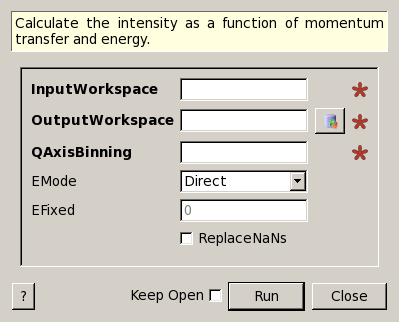 Calculate the intensity as a function of momentum
transfer and energy.
InputWorkspace
OutputWorkspace
QAxisBinning
EMode Direct
EFixed 0
ReplaceNaNs
? Keep Open Run Close